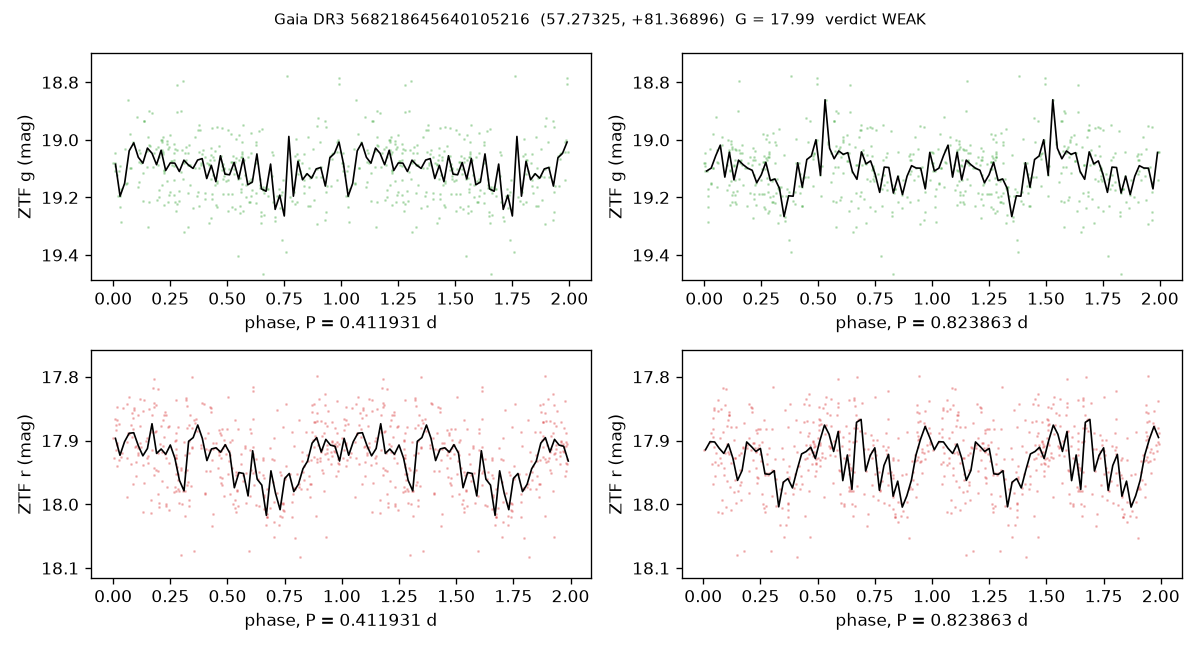 Gaia DR3 568218645640105216  (57.27325, +81.36896)  G = 17.99  verdict WEAK
ZTF g (mag)
18.8
19.0
19.2
19.4
0.00 0.25 0.50 0.75 1.00 1.25 1.50 1.75 2.00
phase, P = 0.411931 d
ZTF g (mag)
18.8
19.0
19.2
19.4
0.00 0.25 0.50 0.75 1.00 1.25 1.50 1.75 2.00
phase, P = 0.823863 d
ZTF r (mag)
17.8
17.9
18.0
18.1
0.00 0.25 0.50 0.75 1.00 1.25 1.50 1.75 2.00
phase, P = 0.411931 d
ZTF r (mag)
17.8
17.9
18.0
18.1
0.00 0.25 0.50 0.75 1.00 1.25 1.50 1.75 2.00
phase, P = 0.823863 d